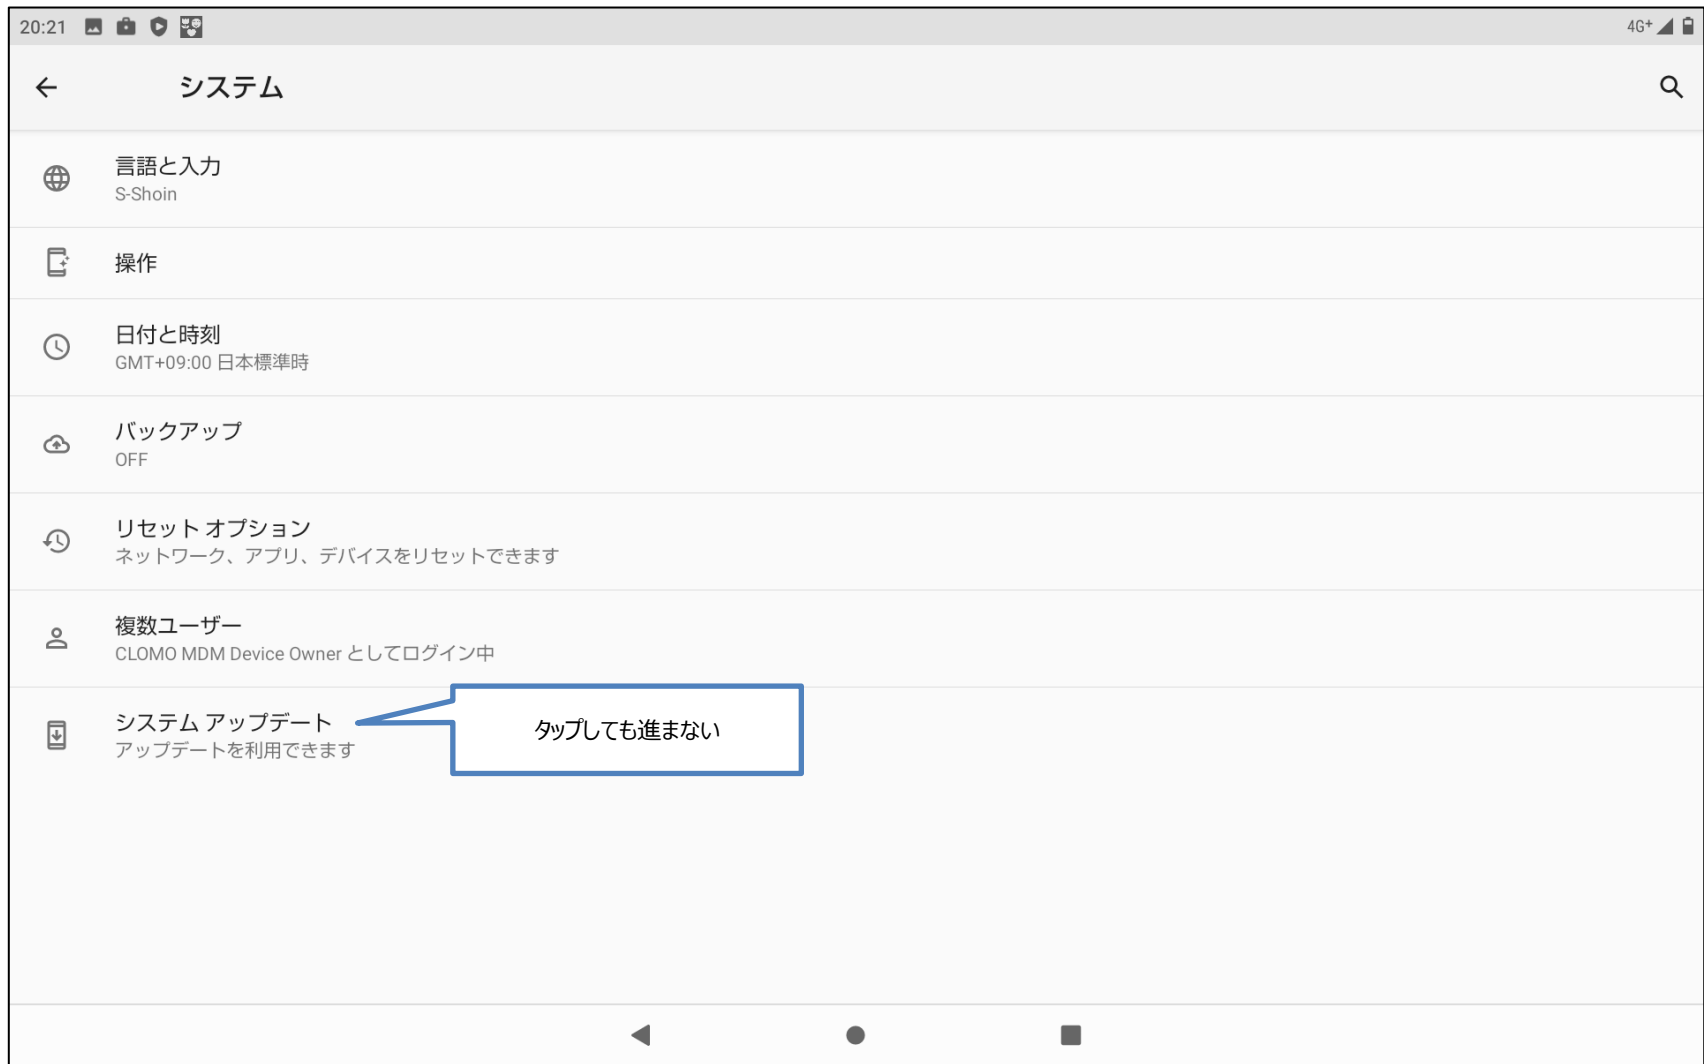 20:21
4G+
システム
言語と入力
S-Shoin
操作
日付と時刻
GMT+09:00 日本標準時
バックアップ
OFF
リセット オプション
ネットワーク、アプリ、デバイスをリセットできます
複数ユーザー
CLOMO MDM Device Owner としてログイン中
システム アップデート
アップデートを利用できます
タップしても進まない